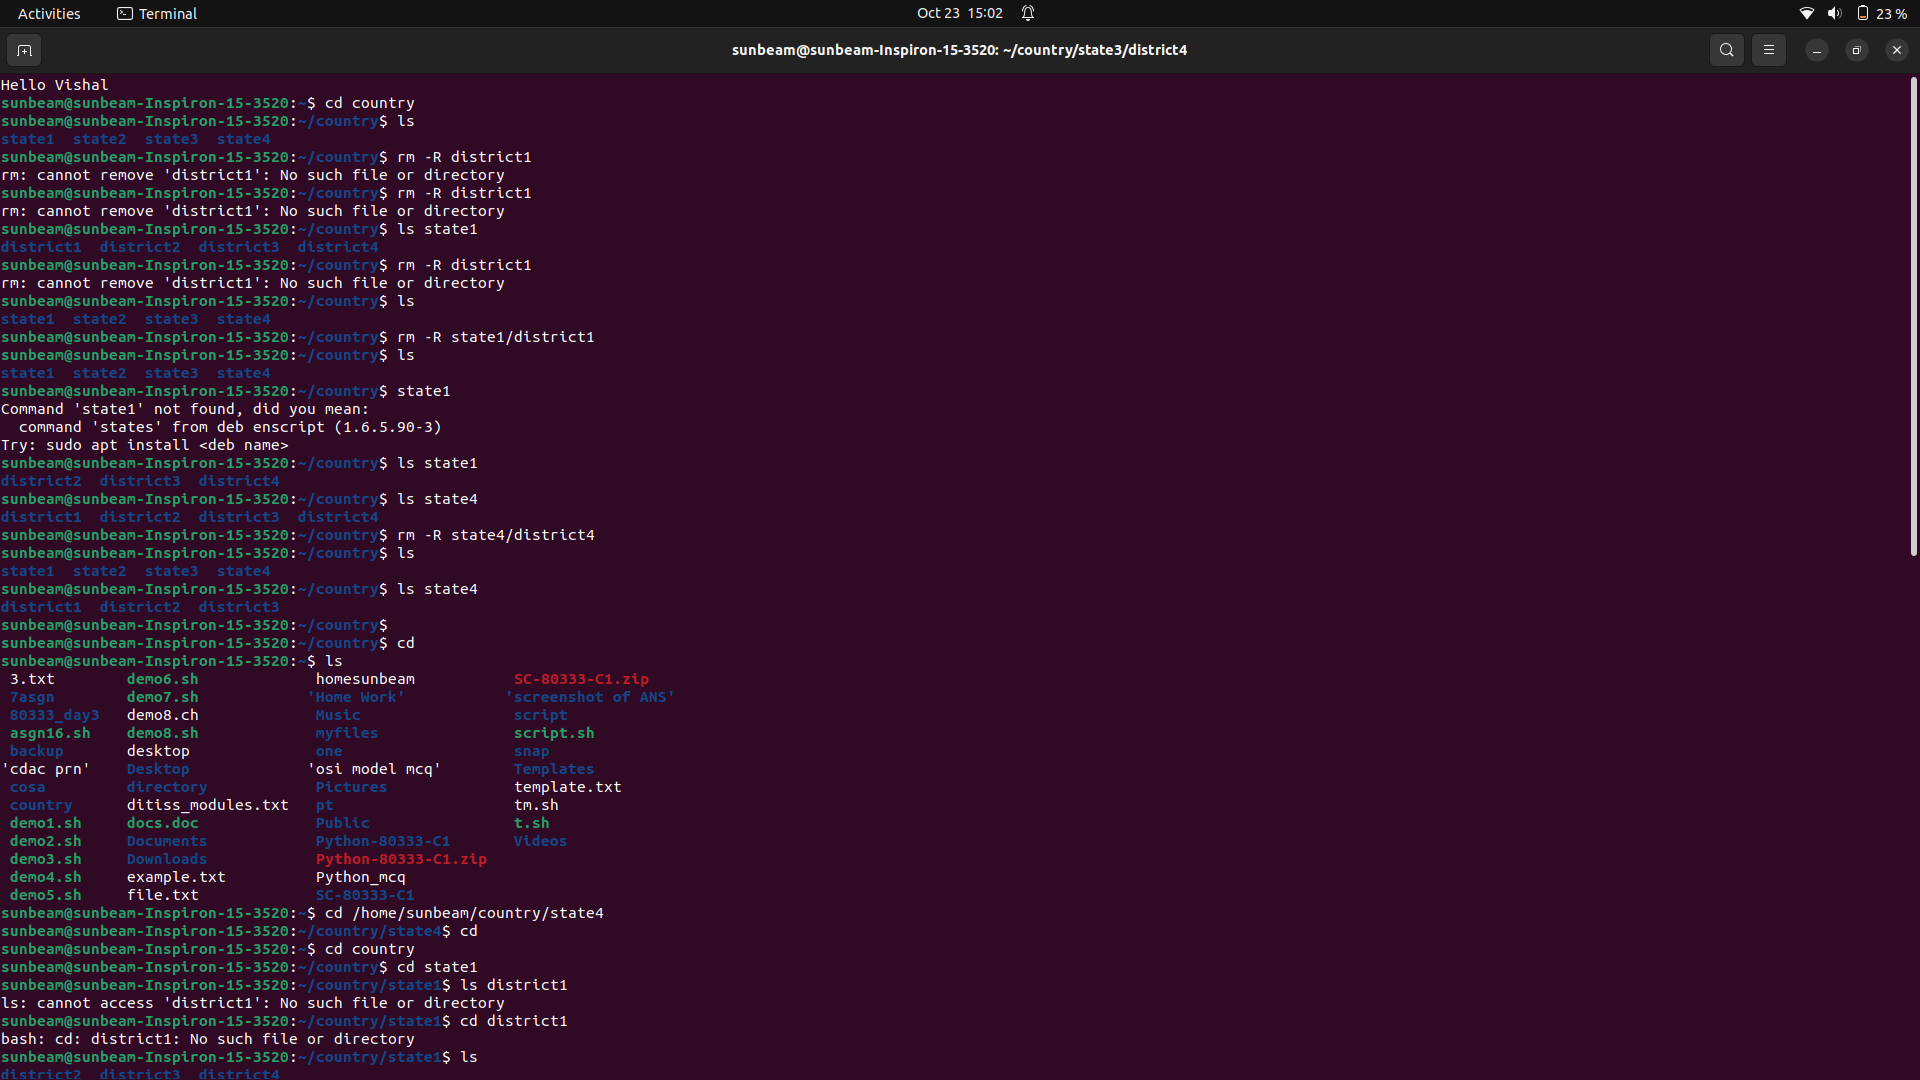 Activities Terminal Oct 23 15:02 23 %
sunbeam@sunbeam-Inspiron-15-3520: ~/country/state3/district4
Hello Vishal
sunbeam@sunbeam-Inspiron-15-3520:~$ cd country
sunbeam@sunbeam-Inspiron-15-3520:~/country$ ls
state1  state2  state3  state4
sunbeam@sunbeam-Inspiron-15-3520:~/country$ rm -R district1
rm: cannot remove 'district1': No such file or directory
sunbeam@sunbeam-Inspiron-15-3520:~/country$ rm -R district1
rm: cannot remove 'district1': No such file or directory
sunbeam@sunbeam-Inspiron-15-3520:~/country$ ls state1
district1  district2  district3  district4
sunbeam@sunbeam-Inspiron-15-3520:~/country$ rm -R district1
rm: cannot remove 'district1': No such file or directory
sunbeam@sunbeam-Inspiron-15-3520:~/country$ ls
state1  state2  state3  state4
sunbeam@sunbeam-Inspiron-15-3520:~/country$ rm -R state1/district1
sunbeam@sunbeam-Inspiron-15-3520:~/country$ ls
state1  state2  state3  state4
sunbeam@sunbeam-Inspiron-15-3520:~/country$ state1
Command 'state1' not found, did you mean:
  command 'states' from deb enscript (1.6.5.90-3)
Try: sudo apt install <deb name>
sunbeam@sunbeam-Inspiron-15-3520:~/country$ ls state1
district2  district3  district4
sunbeam@sunbeam-Inspiron-15-3520:~/country$ ls state4
district1  district2  district3  district4
sunbeam@sunbeam-Inspiron-15-3520:~/country$ rm -R state4/district4
sunbeam@sunbeam-Inspiron-15-3520:~/country$ ls
state1  state2  state3  state4
sunbeam@sunbeam-Inspiron-15-3520:~/country$ ls state4
district1  district2  district3
sunbeam@sunbeam-Inspiron-15-3520:~/country$
sunbeam@sunbeam-Inspiron-15-3520:~/country$ cd
sunbeam@sunbeam-Inspiron-15-3520:~$ ls
 3.txt        demo6.sh             homesunbeam           SC-80333-C1.zip
 7asgn        demo7.sh            'Home Work'           'screenshot of ANS'
 80333_day3   demo8.ch             Music                 script
 asgn16.sh    demo8.sh             myfiles               script.sh
 backup       desktop              one                   snap
'cdac prn'    Desktop             'osi model mcq'        Templates
 cosa         directory            Pictures              template.txt
 country      ditiss_modules.txt   pt                    tm.sh
 demo1.sh     docs.doc             Public                t.sh
 demo2.sh     Documents            Python-80333-C1       Videos
 demo3.sh     Downloads            Python-80333-C1.zip
 demo4.sh     example.txt          Python_mcq
 demo5.sh     file.txt             SC-80333-C1
sunbeam@sunbeam-Inspiron-15-3520:~$ cd /home/sunbeam/country/state4
sunbeam@sunbeam-Inspiron-15-3520:~/country/state4$ cd
sunbeam@sunbeam-Inspiron-15-3520:~$ cd country
sunbeam@sunbeam-Inspiron-15-3520:~/country$ cd state1
sunbeam@sunbeam-Inspiron-15-3520:~/country/state1$ ls district1
ls: cannot access 'district1': No such file or directory
sunbeam@sunbeam-Inspiron-15-3520:~/country/state1$ cd district1
bash: cd: district1: No such file or directory
sunbeam@sunbeam-Inspiron-15-3520:~/country/state1$ ls
district2  district3  district4